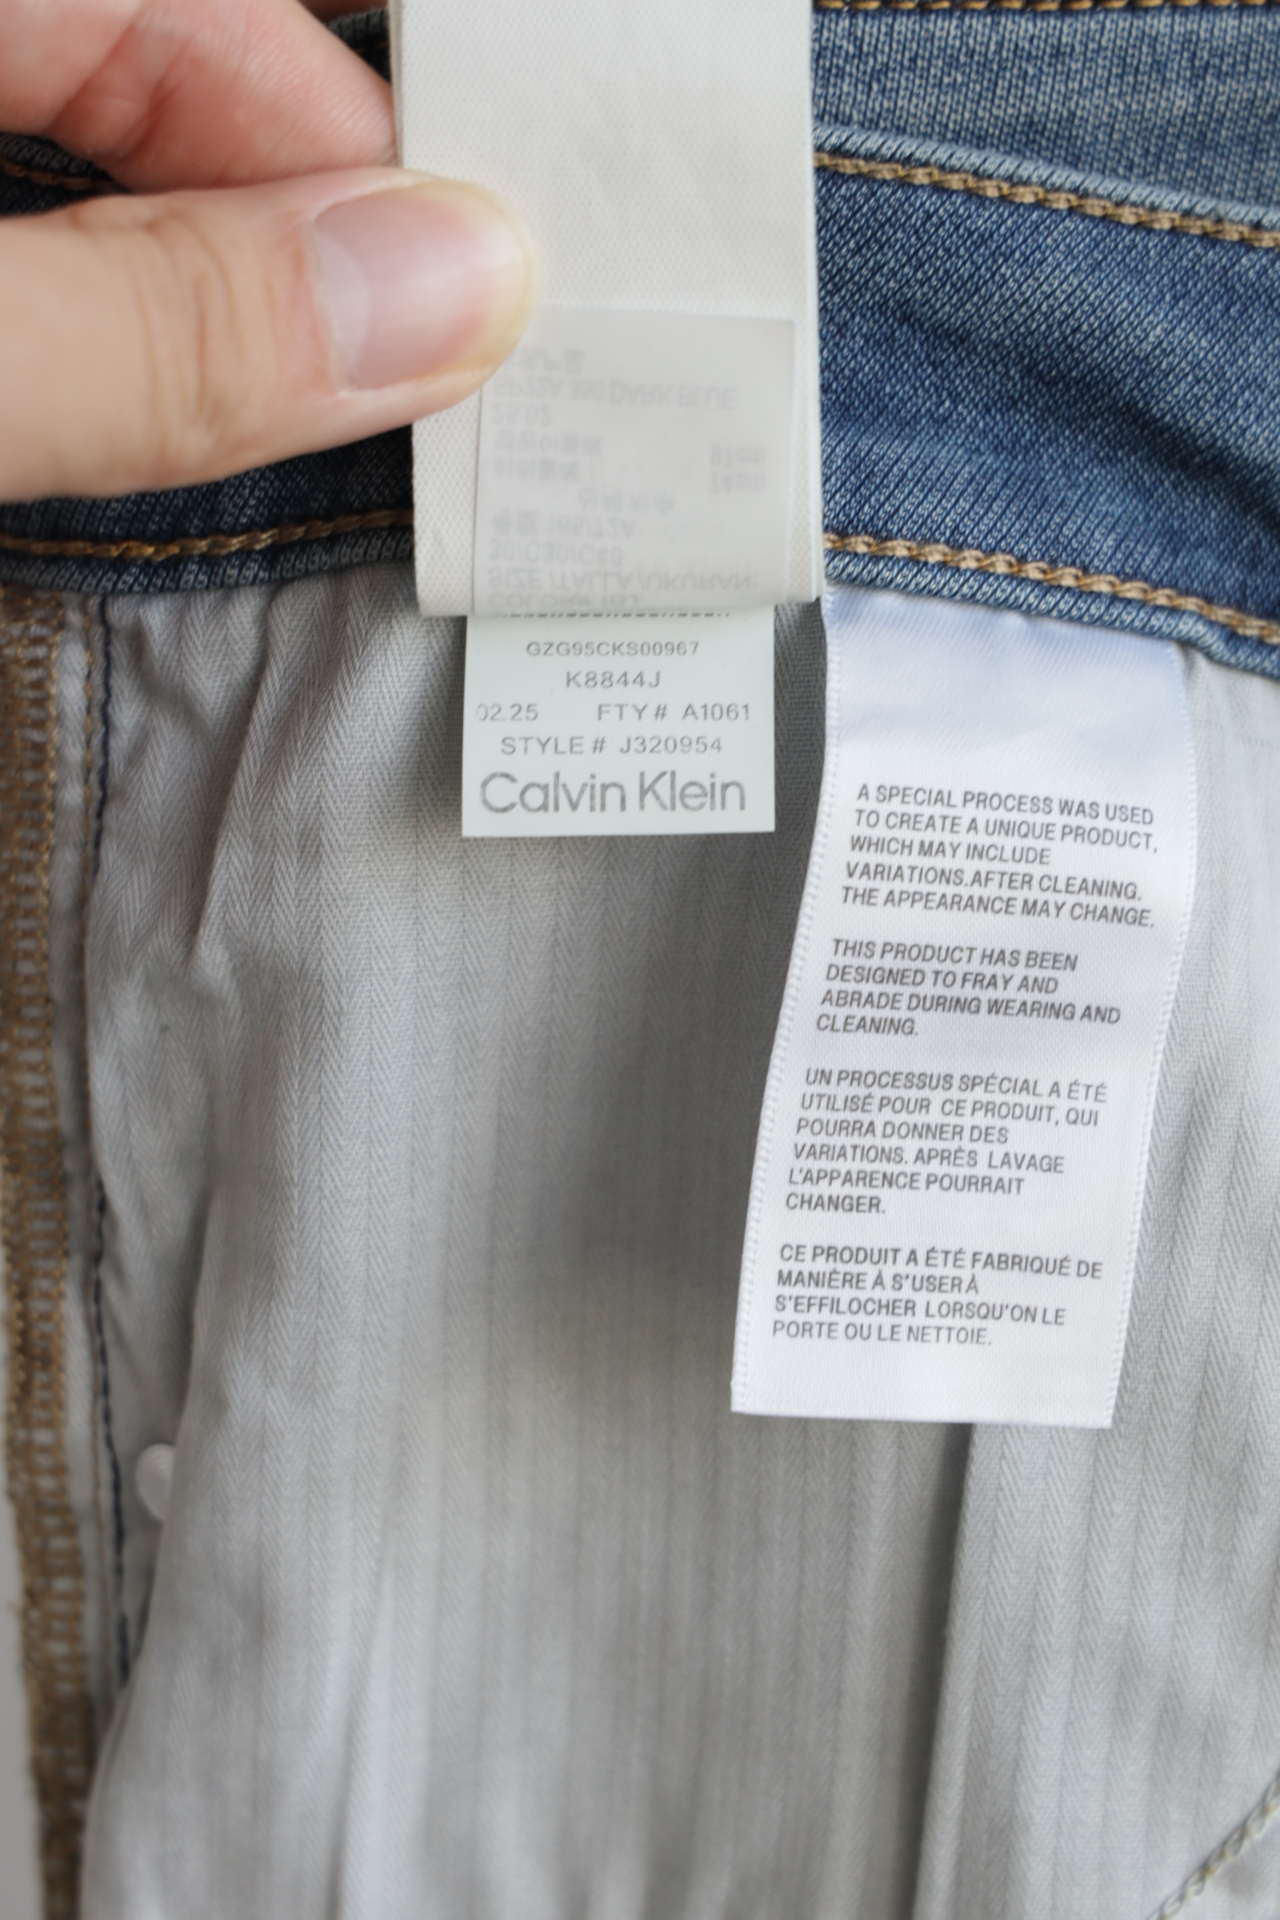 GZG95CKS00967
K8844J
02.25 FTY# A1061
STYLE# J320954
Calvin Klein
A SPECIAL PROCESS WAS USED
TO CREATE A UNIQUE PRODUCT,
WHICH MAY INCLUDE
VARIATIONS.AFTER CLEANING.
THE APPEARANCE MAY CHANGE.
THIS PRODUCT HAS BEEN
DESIGNED TO FRAY AND
ABRADE DURING WEARING AND
CLEANING.
UN PROCESSUS SPÉCIAL A ÉTÉ
UTILISÉ POUR CE PRODUIT, QUI
POURRA DONNER DES
VARIATIONS. APRÈS LAVAGE
L'APPARENCE POURRAIT
CHANGER.
CE PRODUIT A ÉTÉ FABRIQUÉ DE
MANIÈRE À S'USER À
S'EFFILOCHER LORSQU'ON LE
PORTE OU LE NETTOIE.